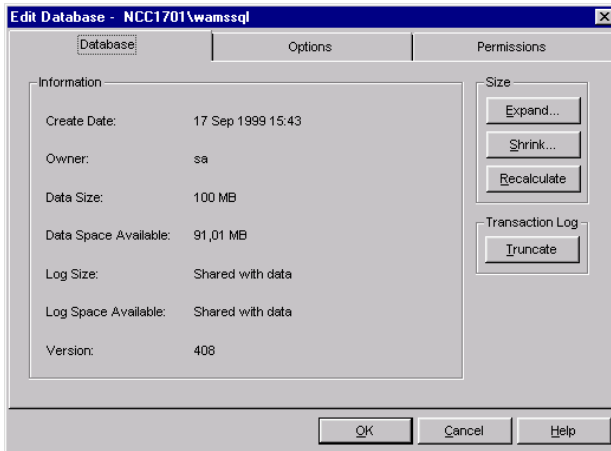 Edit Database - NCC1701\wamssql
Database Options Permissions
Information
Create Date: 17 Sep 1999 15:43
Owner: sa
Data Size: 100 MB
Data Space Available: 91,01 MB
Log Size: Shared with data
Log Space Available: Shared with data
Version: 408
Size
Expand...
Shrink...
Recalculate
Transaction Log
Truncate
OK Cancel Help